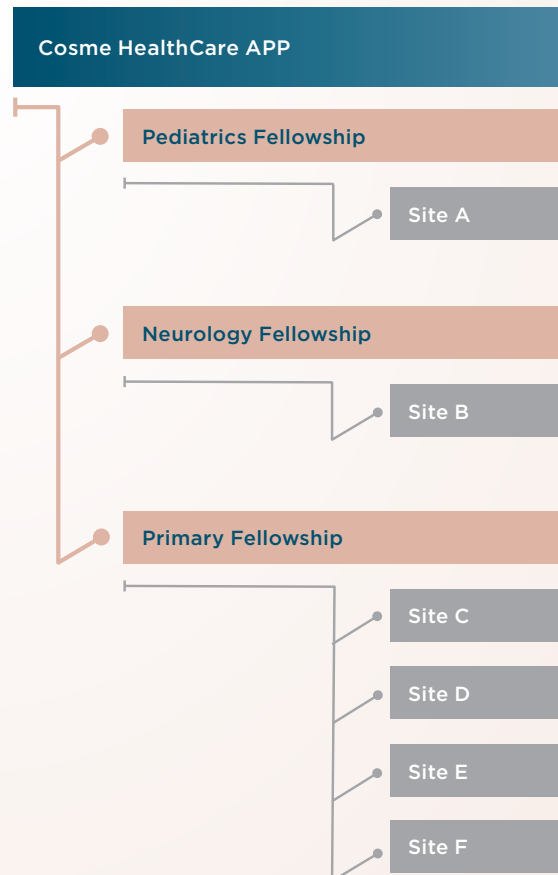 Cosme HealthCare APP
Pediatrics Fellowship
Site A
Neurology Fellowship
Site B
Primary Fellowship
Site C
Site D
Site E
Site F